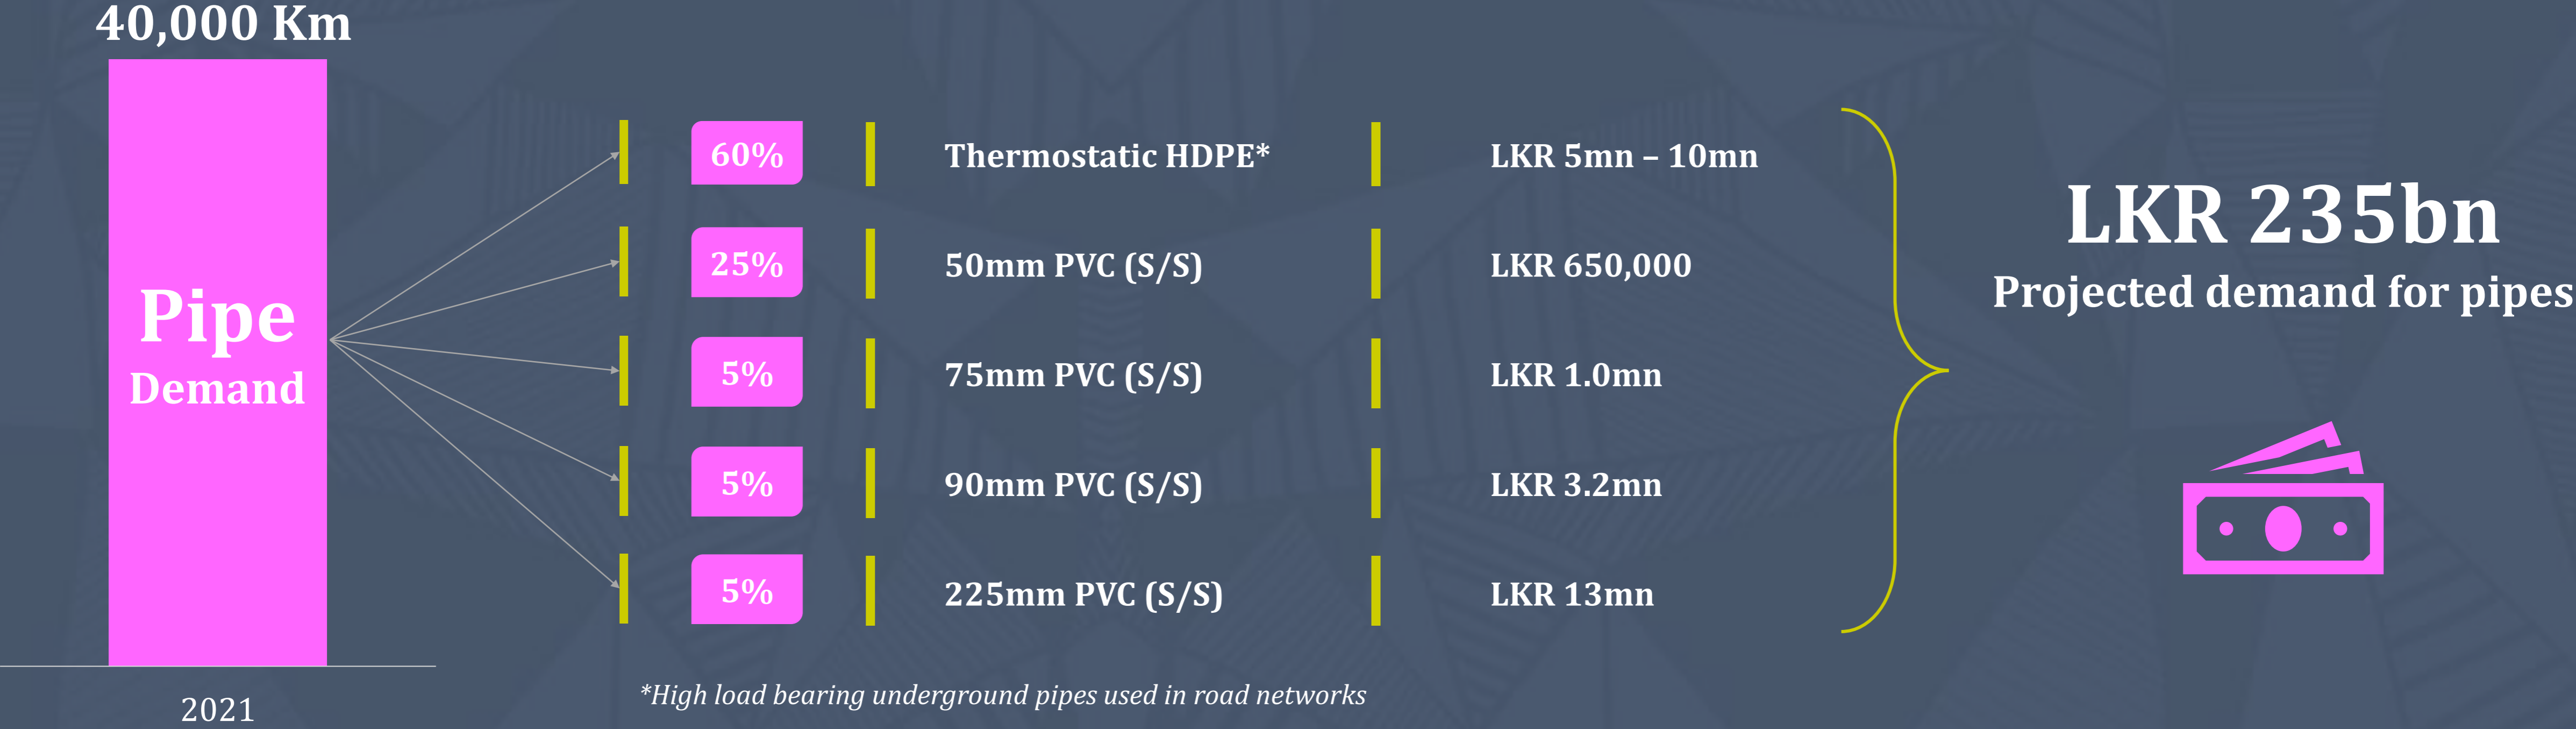 40,000 Km
Pipe
Demand
2021
60%
Thermostatic HDPE*
LKR 5mn – 10mn
25%
50mm PVC (S/S)
LKR 650,000
5%
75mm PVC (S/S)
LKR 1.0mn
5%
90mm PVC (S/S)
LKR 3.2mn
5%
225mm PVC (S/S)
LKR 13mn
*High load bearing underground pipes used in road networks
LKR 235bn
Projected demand for pipes